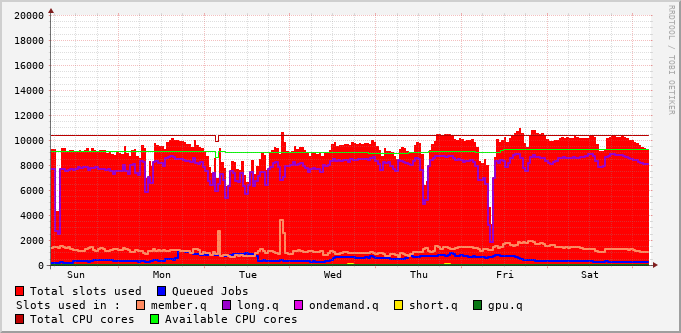 20000
18000
16000
14000
12000
10000
8000
6000
4000
2000
0
Sun Mon Tue Wed Thu Fri Sat
Total slots used Queued Jobs
Slots used in : member.q long.q ondemand.q short.q gpu.q
Total CPU cores Available CPU cores
RRDTOOL / TOBI OETIKER